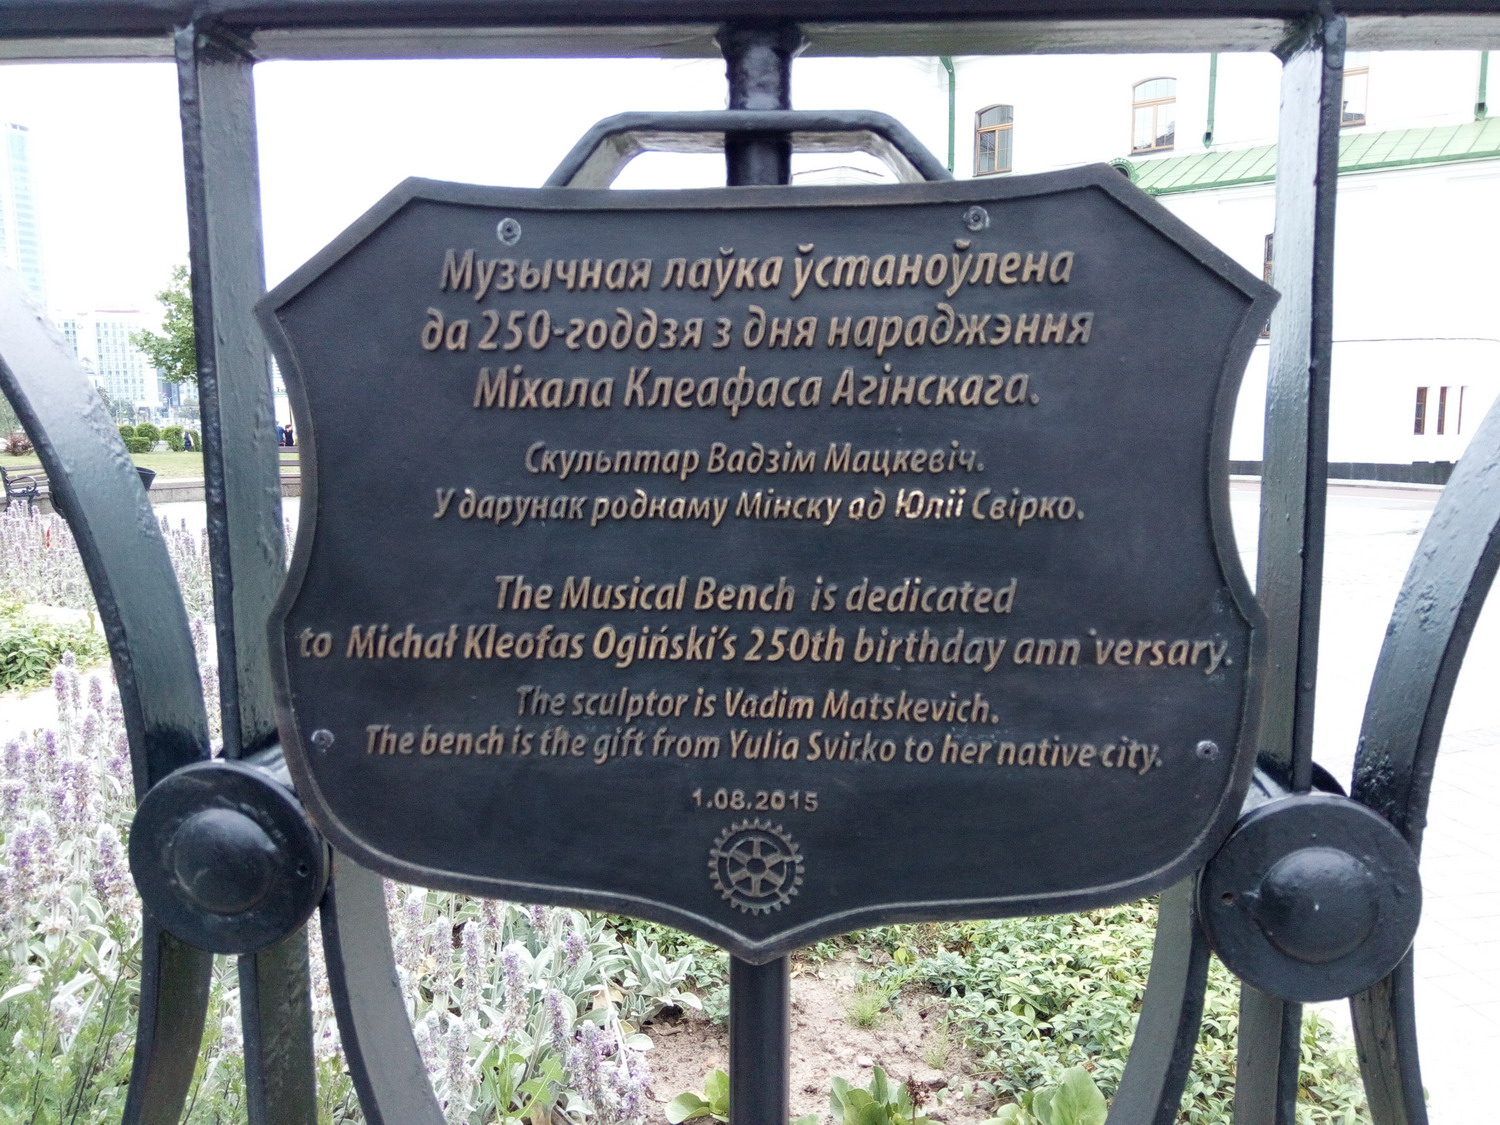 Музычная лаўка ўстаноўлена
да 250-годдзя з дня нараджэння
Міхала Клеафаса Агінскага.
Скульптар Вадзім Мацкевіч.
У дарунак роднаму Мінску ад Юліі Свірко.
The Musical Bench is dedicated
to Michał Kleofas Ogiński's 250th birthday ann versary.
The sculptor is Vadim Matskevich.
The bench is the gift from Yulia Svirko to her native city.
1.08.2015